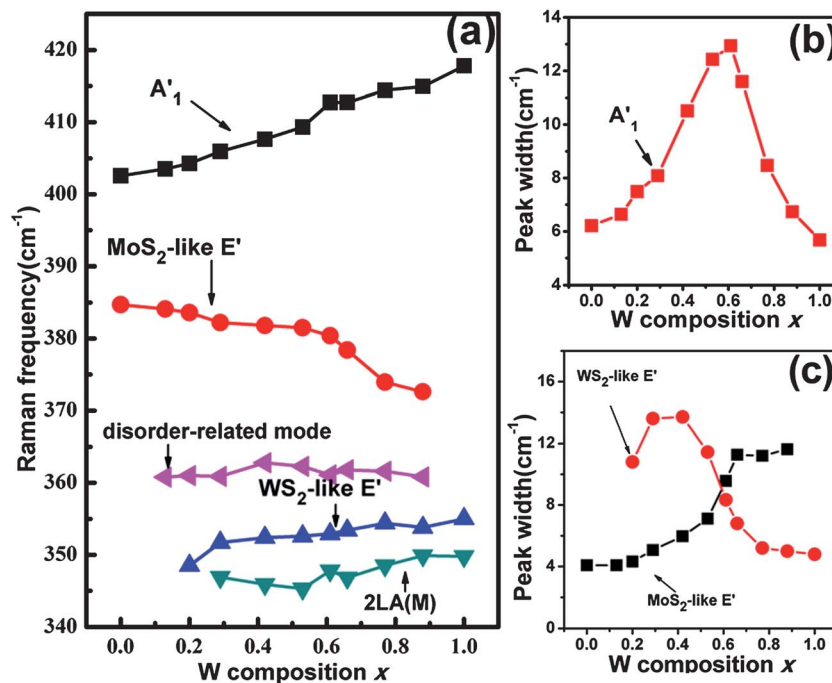 (a)
420
410
400
390
380
370
360
350
340
Raman frequency(cm⁻¹)
A'₁
MoS₂-like E'
disorder-related mode
WS₂-like E'
2LA(M)
0.0 0.2 0.4 0.6 0.8 1.0
W composition x
(b)
14
12
10
8
6
4
Peak width(cm⁻¹)
A'₁
0.0 0.2 0.4 0.6 0.8 1.0
W composition x
(c)
16
12
8
4
0
Peak width(cm⁻¹)
WS₂-like E'
MoS₂-like E'
0.0 0.2 0.4 0.6 0.8 1.0
W composition x